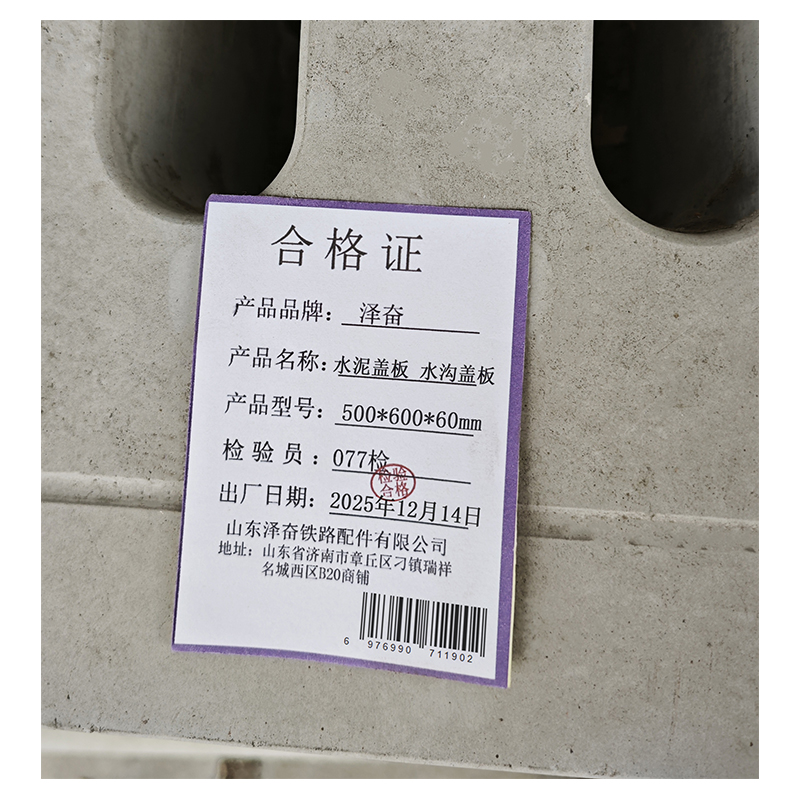 合格证
产品品牌： 泽奋
产品名称：水泥盖板 水沟盖板
产品型号：500*600*60mm
检验员：077检
检验合格
出厂日期：2025年12月14日
山东泽奋铁路配件有限公司
地址：山东省济南市章丘区刁镇瑞祥
名城西区B20商铺
6 976990 711902